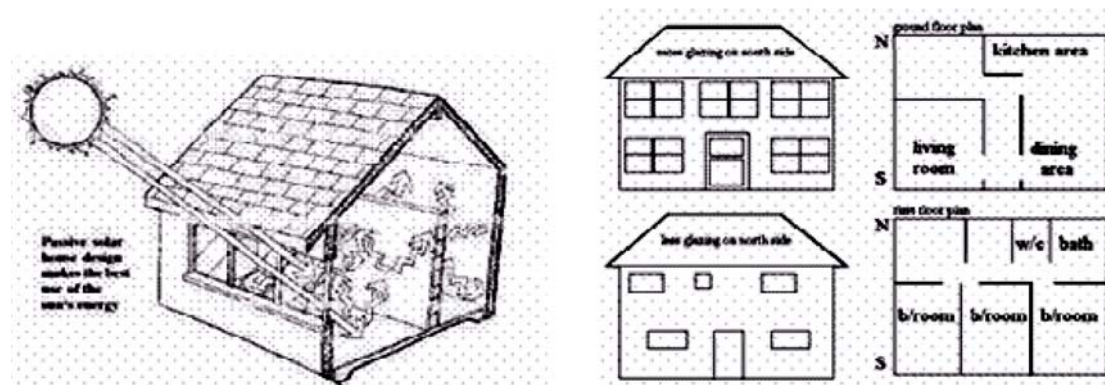 Passive solar
home design
makes the best
use of the
sun's energy
more glazing on north side
less glazing on north side
ground floor plan
N
kitchen area
living
room
dining
area
S
first floor plan
N
w/c
bath
b/room
b/room
b/room
S